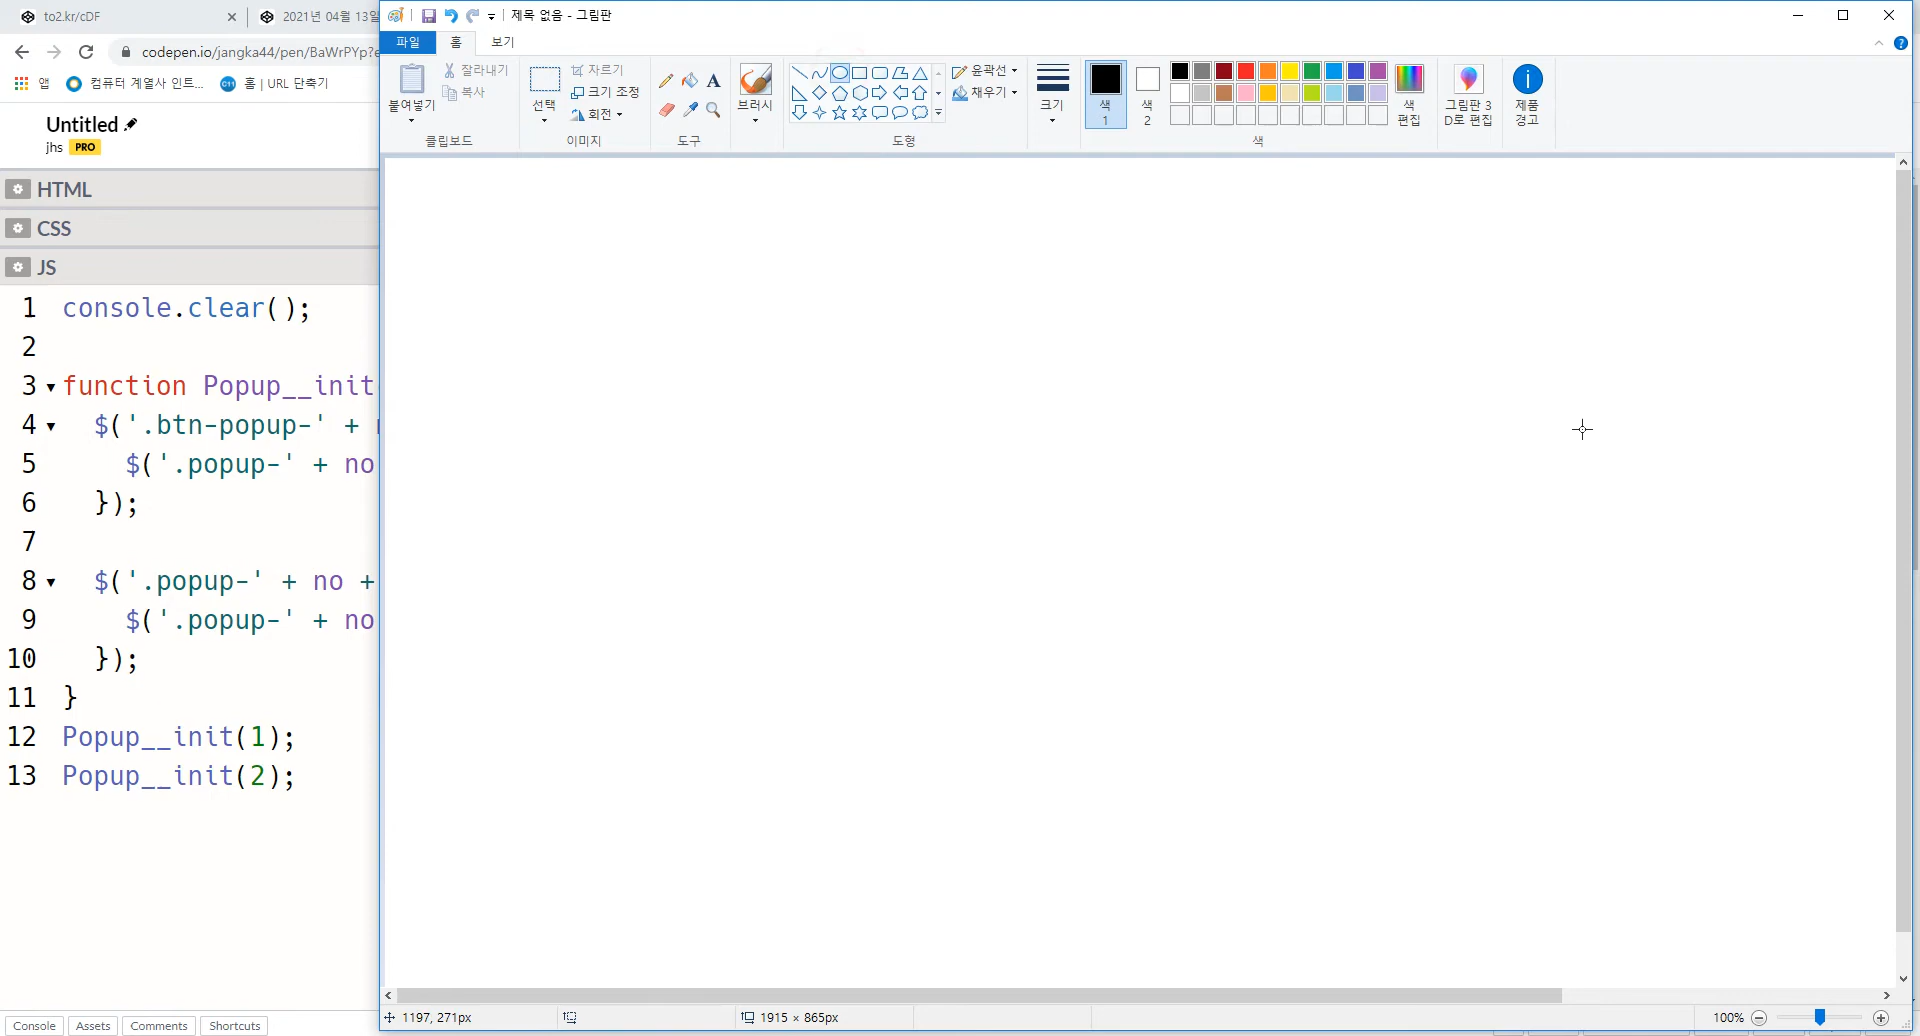 to2.kr/cDF
2021년 04월 13일
codepen.io/jangka44/pen/BaWrPYp?e
앱
컴퓨터 계열사 인트...
홈 | URL 단축기
Untitled
jhs PRO
HTML
CSS
JS
1 console.clear();
2
3 function Popup__init
4 $('.btn-popup-' +
5 $('.popup-' + no
6 });
7
8 $('.popup-' + no +
9 $('.popup-' + no
10 });
11 }
12 Popup__init(1);
13 Popup__init(2);
Console Assets Comments Shortcuts
제목 없음 - 그림판
파일 홈 보기
붙여넣기
잘라내기
복사
클립보드
선택
자르기
크기 조정
회전
이미지
A
도구
브러시
윤곽선
채우기
도형
크기
색
1
색
2
색
편집
색
그림판 3
D로 편집
제품
경고
1197, 271px
1915 × 865px
100%